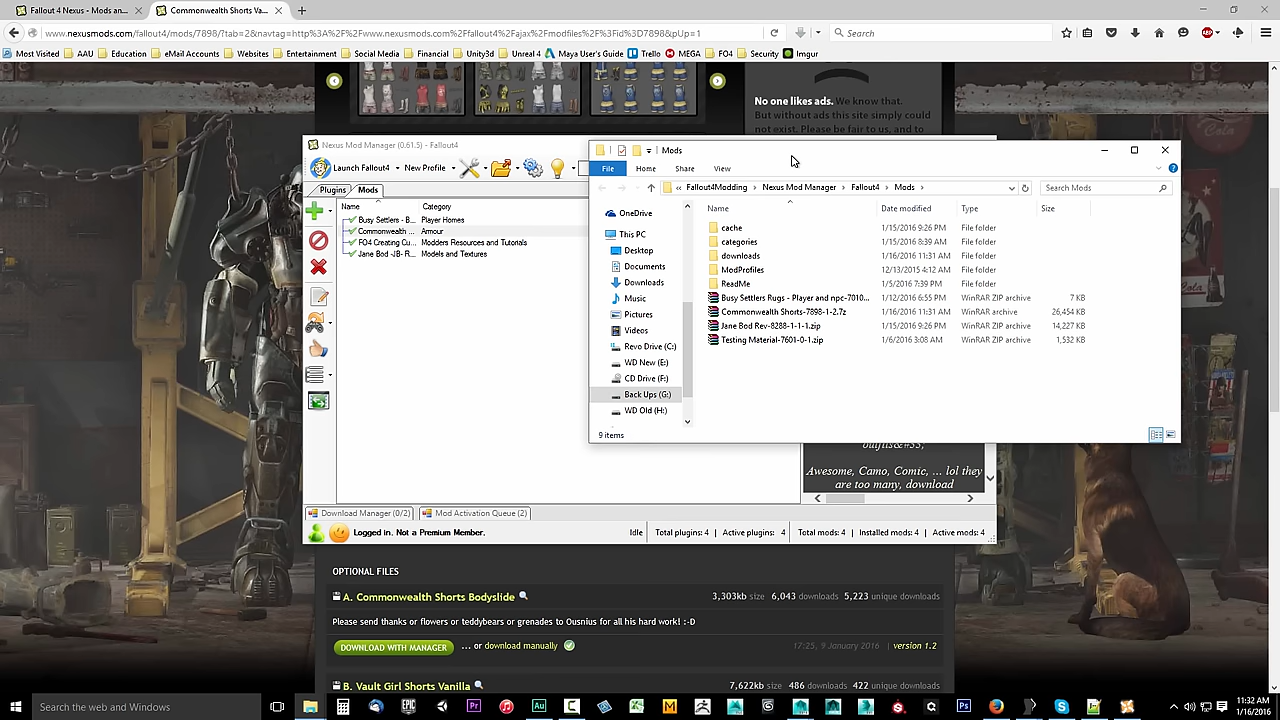 Fallout 4 Nexus - Mods an...
Commonwealth Shorts Va...
www.nexusmods.com/fallout4/mods/7898/?tab=2&navtag=http%3A%2F%2Fwww.nexusmods.com%2Ffallout4%2Fajax%2Fmodfiles%2F%3Fid%3D7898&pUp=1
Search
ABP
Most Visited AAU Education eMail Accounts Websites Entertainment Social Media Financial Unity3d Unreal 4 Maya User's Guide Trello MEGA FO4 Security Imgur
No one likes ads. We know that.
But without ads this site simply could
not exist. Please be fair to us, and to
Nexus Mod Manager (0.61.5) - Fallout4
Launch Fallout4 New Profile
Plugins Mods
Name Category
Busy Settlers - B... Player Homes
Commonwealth ... Armour
FO4 Creating Cu... Modders Resources and Tutorials
Jane Bod -JB- R... Models and Textures
Mods
File Home Share View
« Fallout4Modding > Nexus Mod Manager > Fallout4 > Mods >
Search Mods
OneDrive
This PC
Desktop
Documents
Downloads
Music
Pictures
Videos
Revo Drive (C:)
WD New (E:)
CD Drive (F:)
Back Ups (G:)
WD Old (H:)
Name Date modified Type Size
cache 1/15/2016 9:26 PM File folder
categories 1/15/2016 8:39 AM File folder
downloads 1/16/2016 11:31 AM File folder
ModProfiles 12/13/2015 4:12 AM File folder
ReadMe 1/5/2016 7:39 PM File folder
Busy Settlers Rugs - Player and npc-7010... 1/12/2016 6:55 PM WinRAR ZIP archive 7 KB
Commonwealth Shorts-7898-1-2.7z 1/16/2016 11:31 AM WinRAR archive 26,454 KB
Jane Bod Rev-8288-1-1-1.zip 1/15/2016 9:26 PM WinRAR ZIP archive 14,227 KB
Testing Material-7601-0-1.zip 1/6/2016 3:08 AM WinRAR ZIP archive 1,532 KB
9 items
outfits&#33;
Awesome, Camo, Comic, ... lol they
are too many, download
Download Manager (0/2) Mod Activation Queue (2)
Logged in. Not a Premium Member. Idle Total plugins: 4 | Active plugins: 4 Total mods: 4 | Installed mods: 4 | Active mods: 4
OPTIONAL FILES
A. Commonwealth Shorts Bodyslide 3,303kb size 6,043 downloads 5,223 unique downloads
Please send thanks or flowers or teddybears or grenades to Ousnius for all his hard work! :-D
DOWNLOAD WITH MANAGER ... or download manually 17:25, 9 January 2016 | version 1.2
B. Vault Girl Shorts Vanilla 7,622kb size 486 downloads 422 unique downloads
Search the web and Windows
11:32 AM
1/16/2016